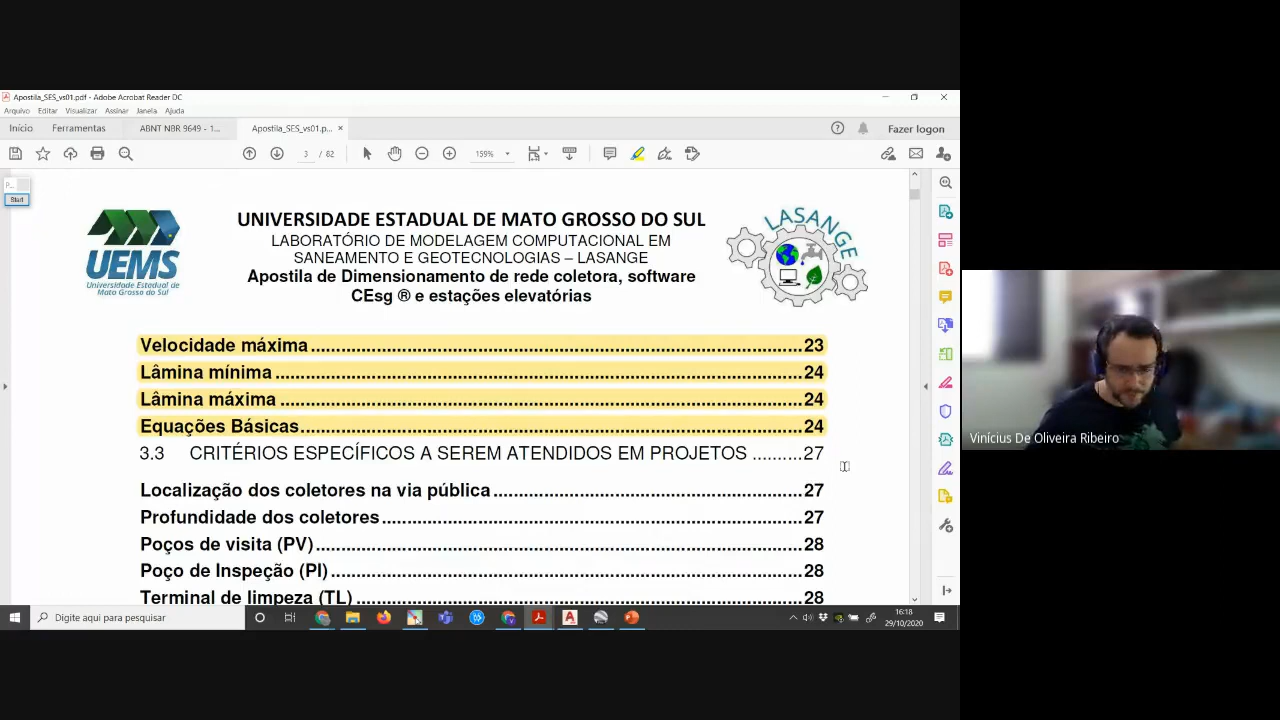 Apostila_SES_vs01.pdf - Adobe Acrobat Reader DC
Arquivo Editar Visualizar Assinar Janela Ajuda
Início Ferramentas ABNT NBR 9649 - 1... Apostila_SES_vs01.p... × Fazer logon
3 / 82 159%
P...
Start
UEMS
Universidade Estadual de
Mato Grosso do Sul
UNIVERSIDADE ESTADUAL DE MATO GROSSO DO SUL
LABORATÓRIO DE MODELAGEM COMPUTACIONAL EM
SANEAMENTO E GEOTECNOLOGIAS – LASANGE
Apostila de Dimensionamento de rede coletora, software
CEsg ® e estações elevatórias
LASANGE
Velocidade máxima 23
Lâmina mínima 24
Lâmina máxima 24
Equações Básicas 24
3.3 CRITÉRIOS ESPECÍFICOS A SEREM ATENDIDOS EM PROJETOS 27
Localização dos coletores na via pública 27
Profundidade dos coletores 27
Poços de visita (PV) 28
Poço de Inspeção (PI) 28
Terminal de limpeza (TL) 28
Vinícius De Oliveira Ribeiro
Digite aqui para pesquisar
16:18
29/10/2020